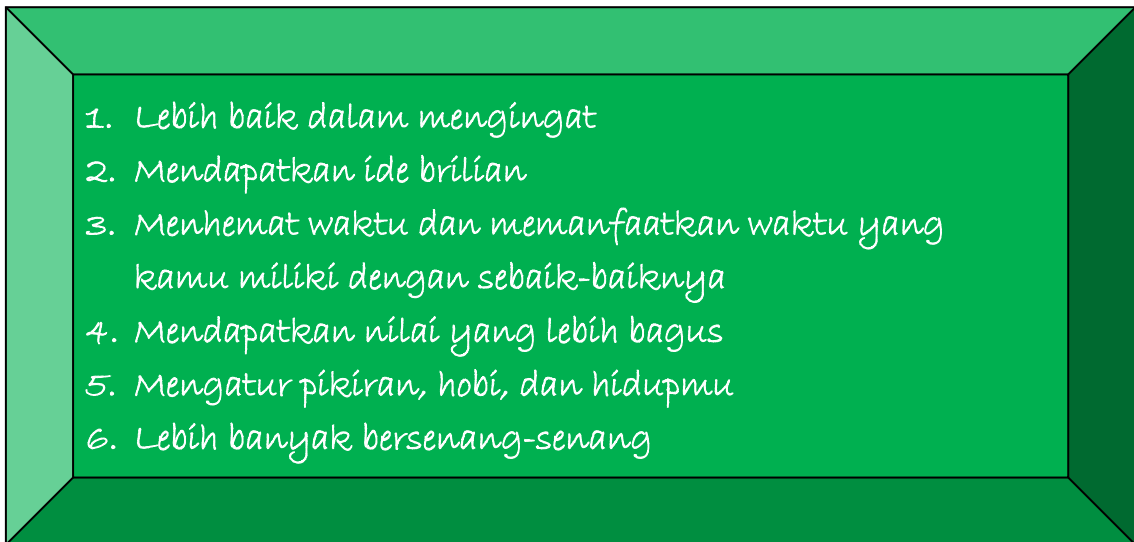 1. Lebih baik dalam mengingat
2. Mendapatkan ide brilian
3. Menhemat waktu dan memanfaatkan waktu yang
kamu miliki dengan sebaik-baiknya
4. Mendapatkan nilai yang lebih bagus
5. Mengatur pikiran, hobi, dan hidupmu
6. Lebih banyak bersenang-senang